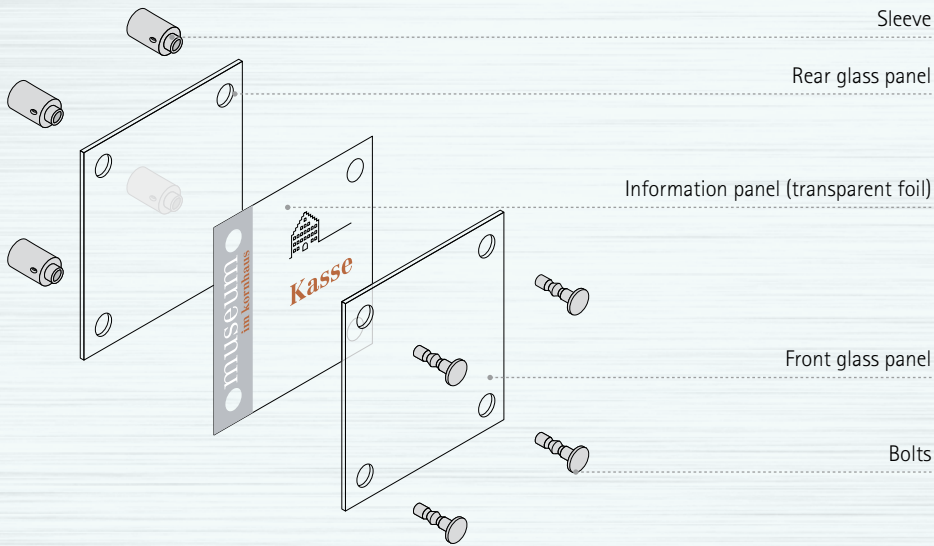 Sleeve
Rear glass panel
Information panel (transparent foil)
museum
im kornhaus
Kasse
Front glass panel
Bolts